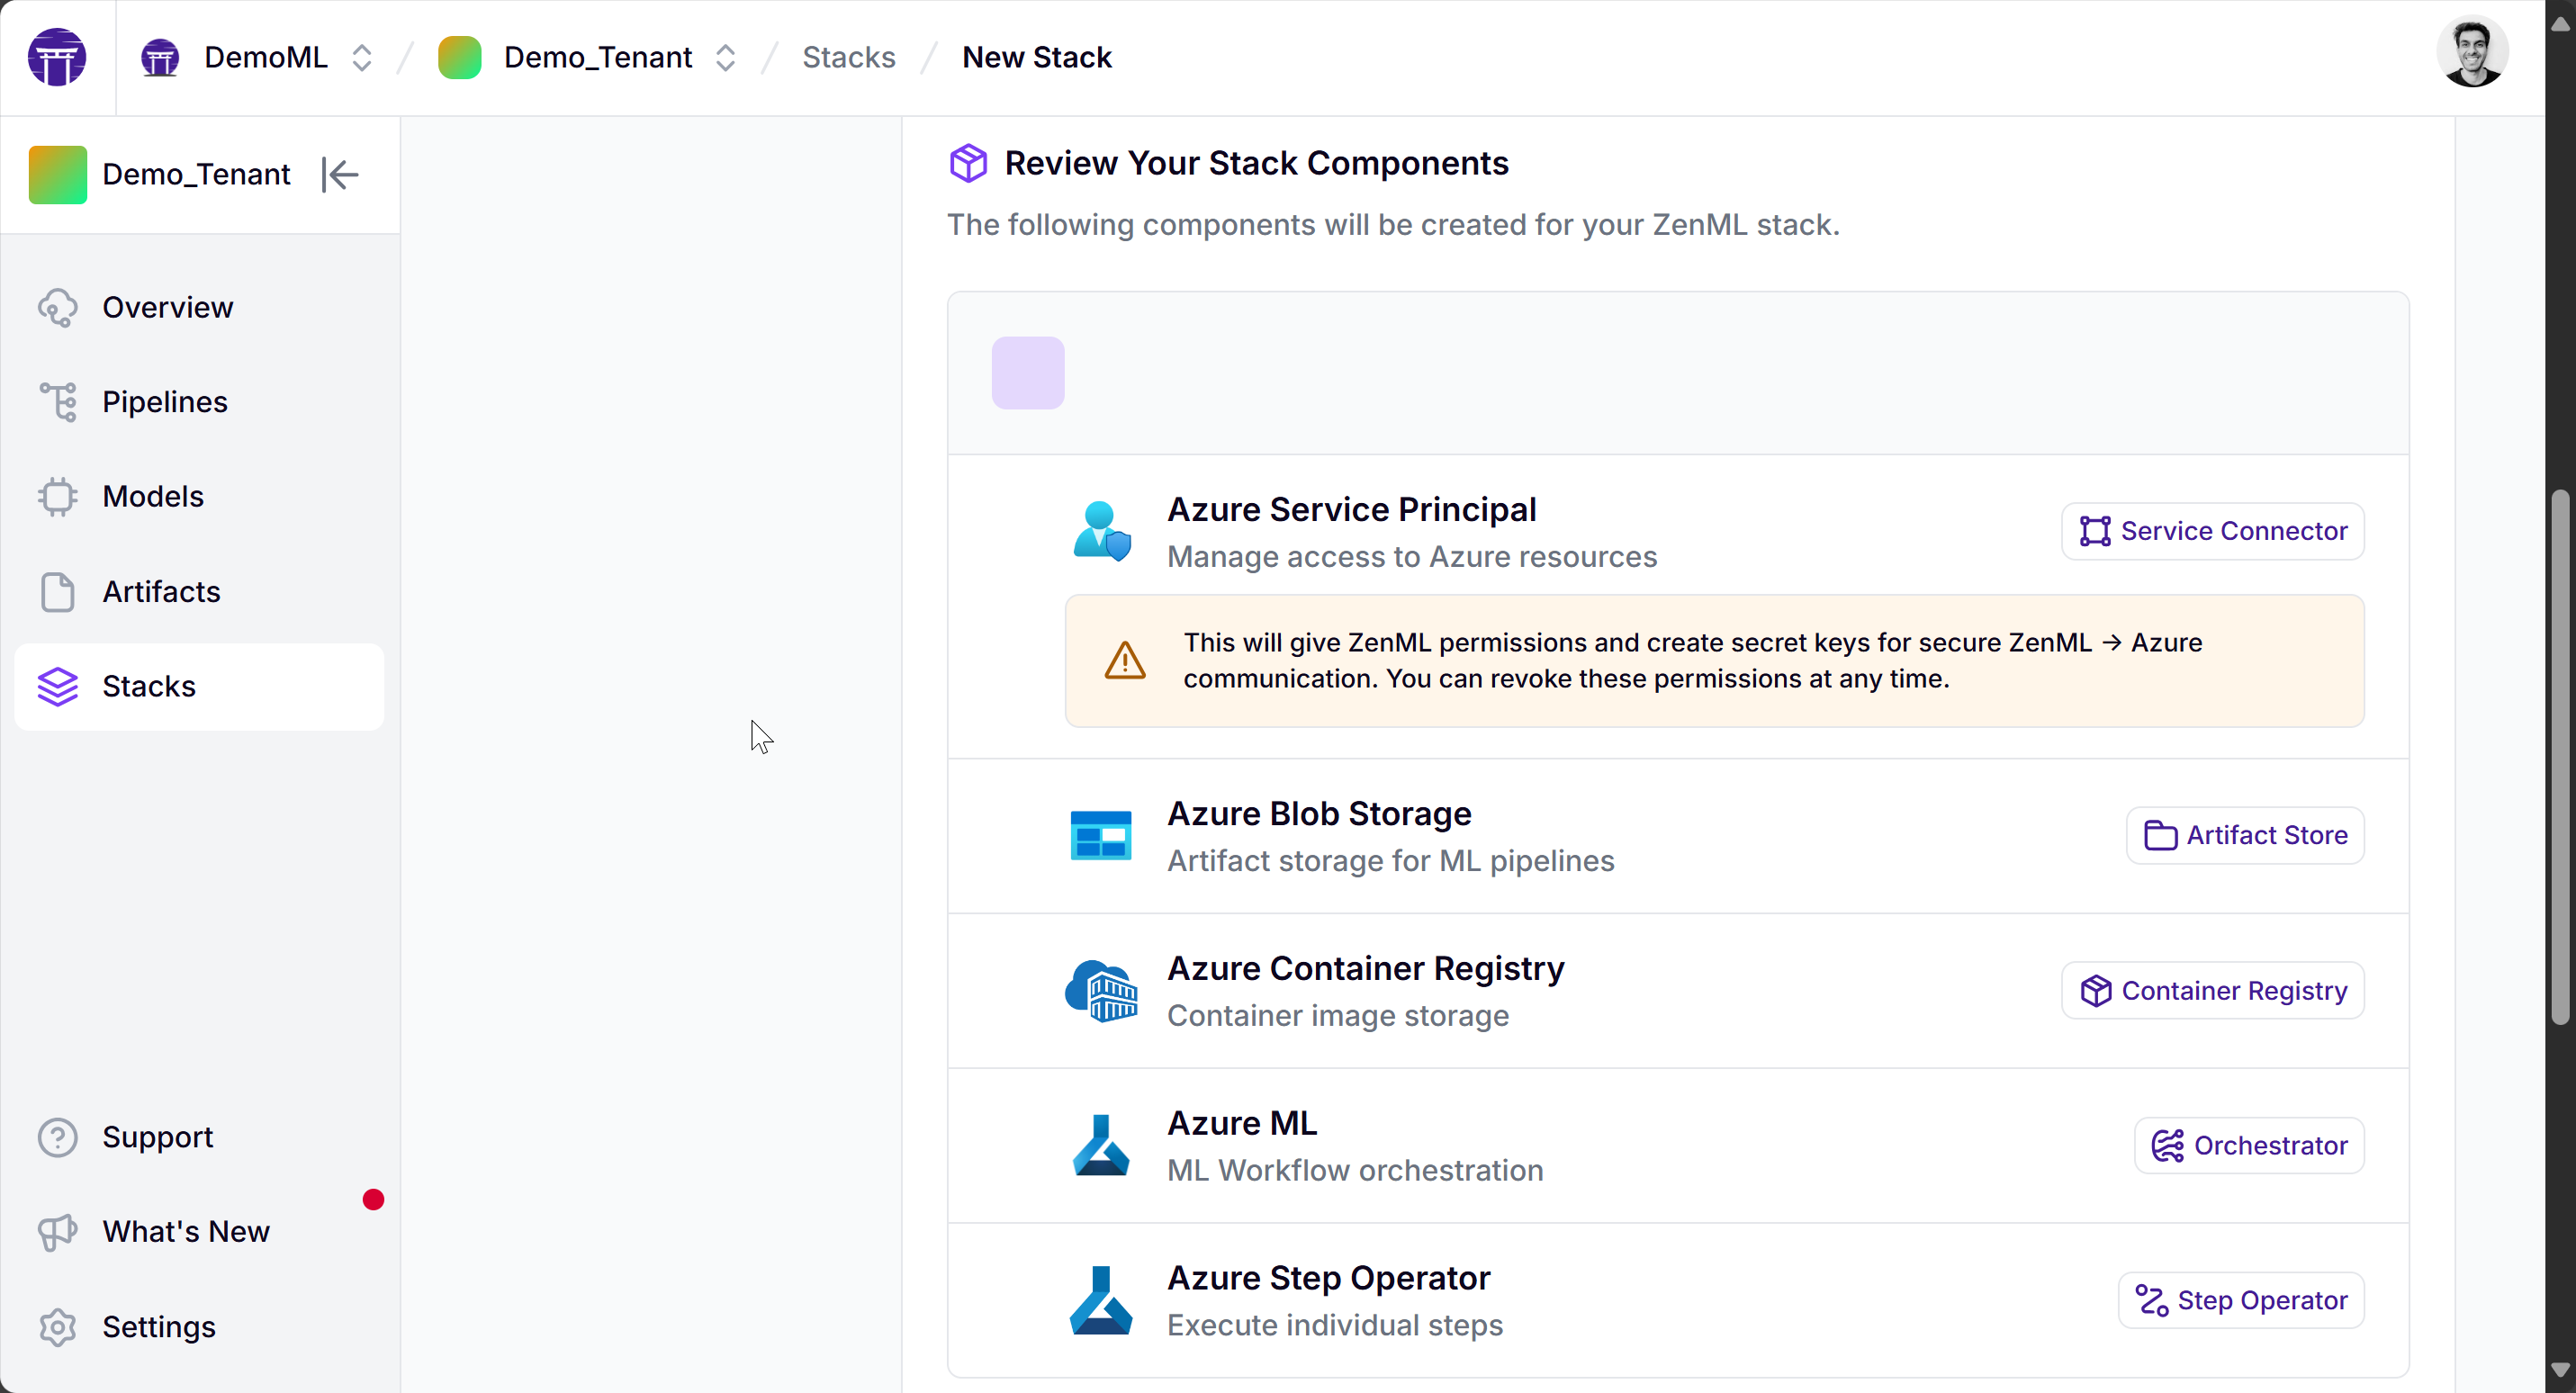 DemoML / Demo_Tenant / Stacks / New Stack
Demo_Tenant
Overview
Pipelines
Models
Artifacts
Stacks
Support
What's New
Settings
Review Your Stack Components
The following components will be created for your ZenML stack.
Azure Service Principal
Manage access to Azure resources
Service Connector
This will give ZenML permissions and create secret keys for secure ZenML → Azure
communication. You can revoke these permissions at any time.
Azure Blob Storage
Artifact storage for ML pipelines
Artifact Store
Azure Container Registry
Container image storage
Container Registry
Azure ML
ML Workflow orchestration
Orchestrator
Azure Step Operator
Execute individual steps
Step Operator